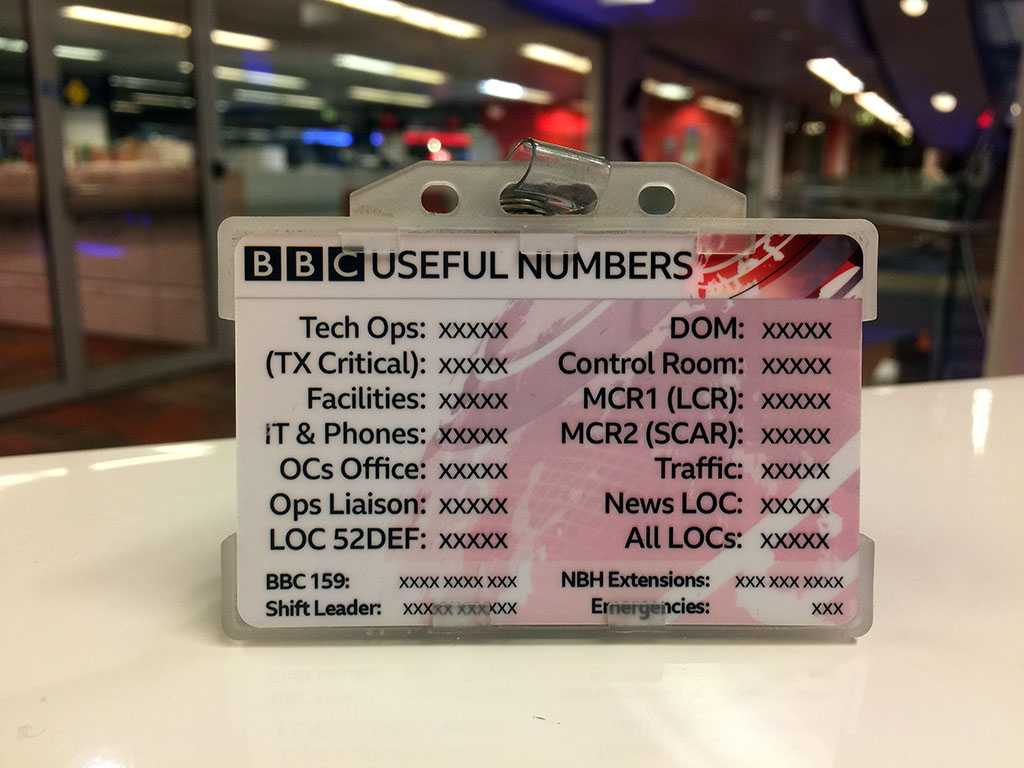 BBC USEFUL NUMBERS
Tech Ops: xxxxx
(TX Critical): xxxxx
Facilities: xxxxx
IT & Phones: xxxxx
OCs Office: xxxxx
Ops Liaison: xxxxx
LOC 52DEF: xxxxx
DOM: xxxxx
Control Room: xxxxx
MCR1 (LCR): xxxxx
MCR2 (SCAR): xxxxx
Traffic: xxxxx
News LOC: xxxxx
All LOCs: xxxxx
BBC 159: xxxx xxxx xxx
Shift Leader: xxxxx xxxxxx
NBH Extensions: xxx xxx xxxx
Emergencies: xxx